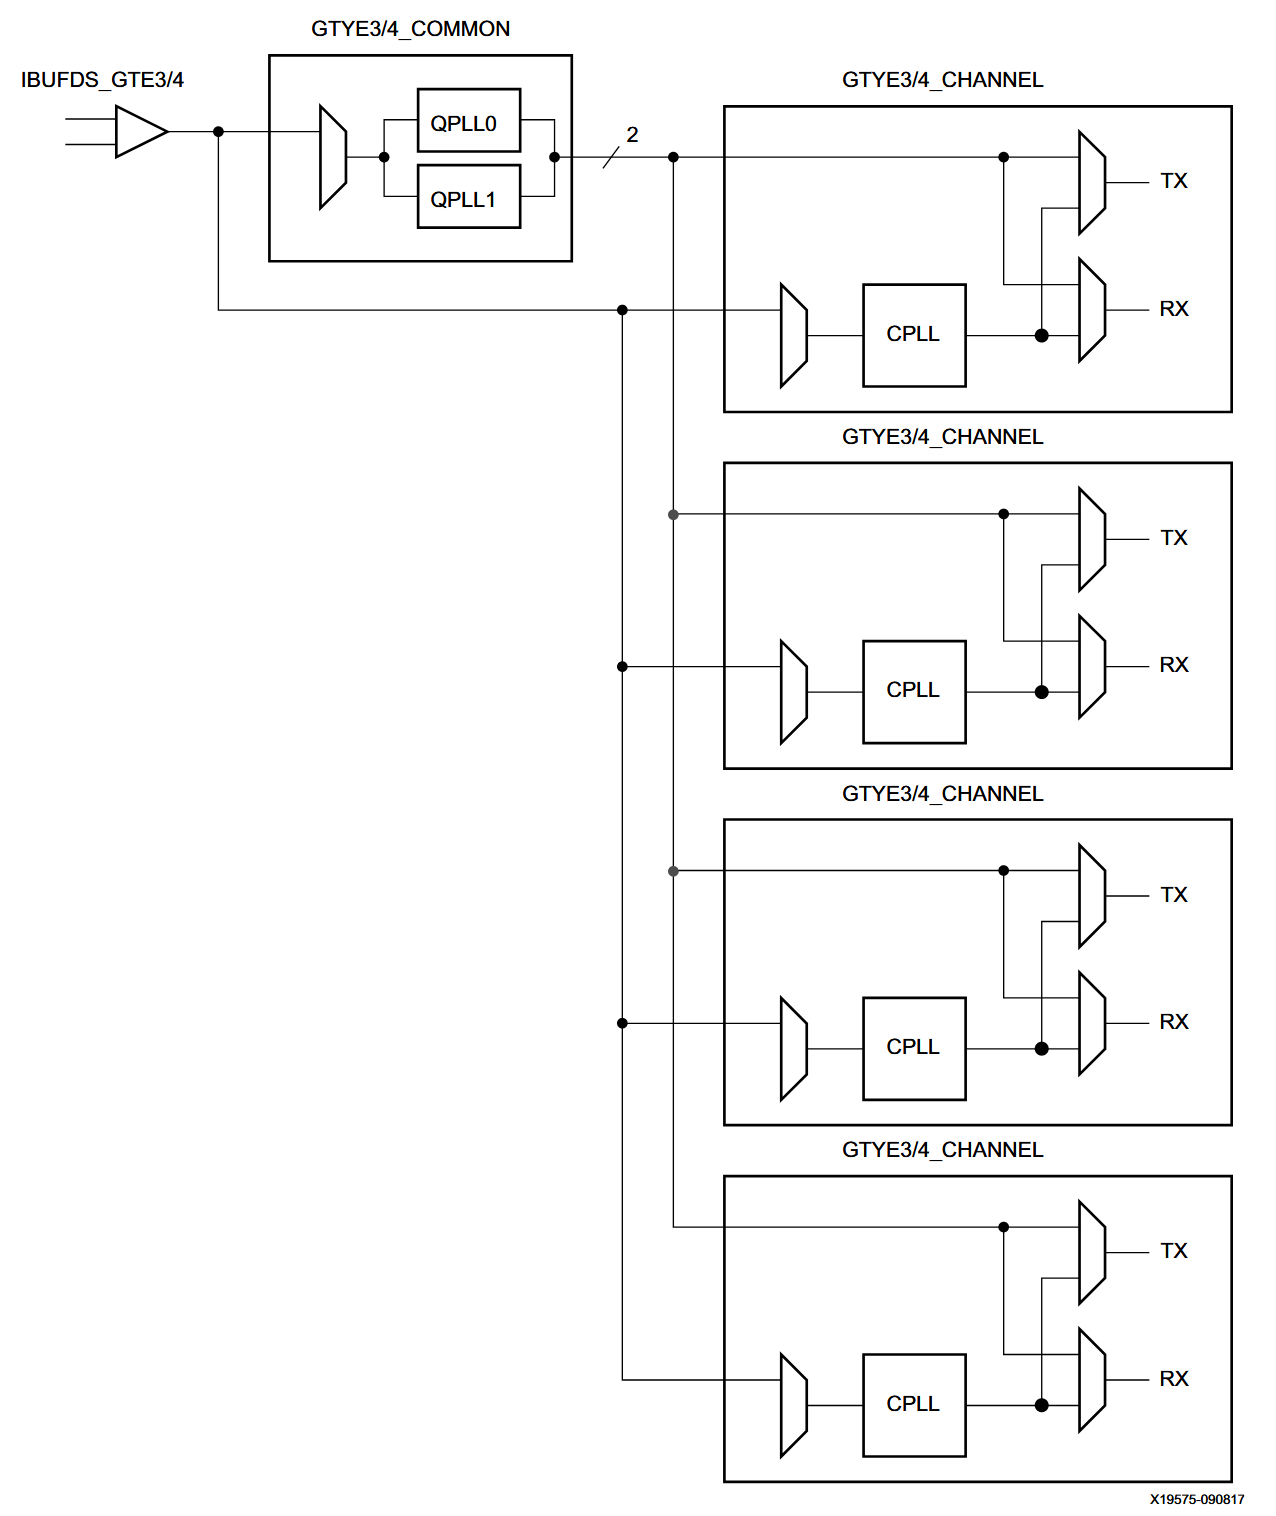 GTYE3/4_COMMON
IBUFDS_GTE3/4
QPLL0
QPLL1
2
GTYE3/4_CHANNEL
TX
RX
CPLL
GTYE3/4_CHANNEL
TX
RX
CPLL
GTYE3/4_CHANNEL
TX
RX
CPLL
GTYE3/4_CHANNEL
TX
RX
CPLL
X19575-090817